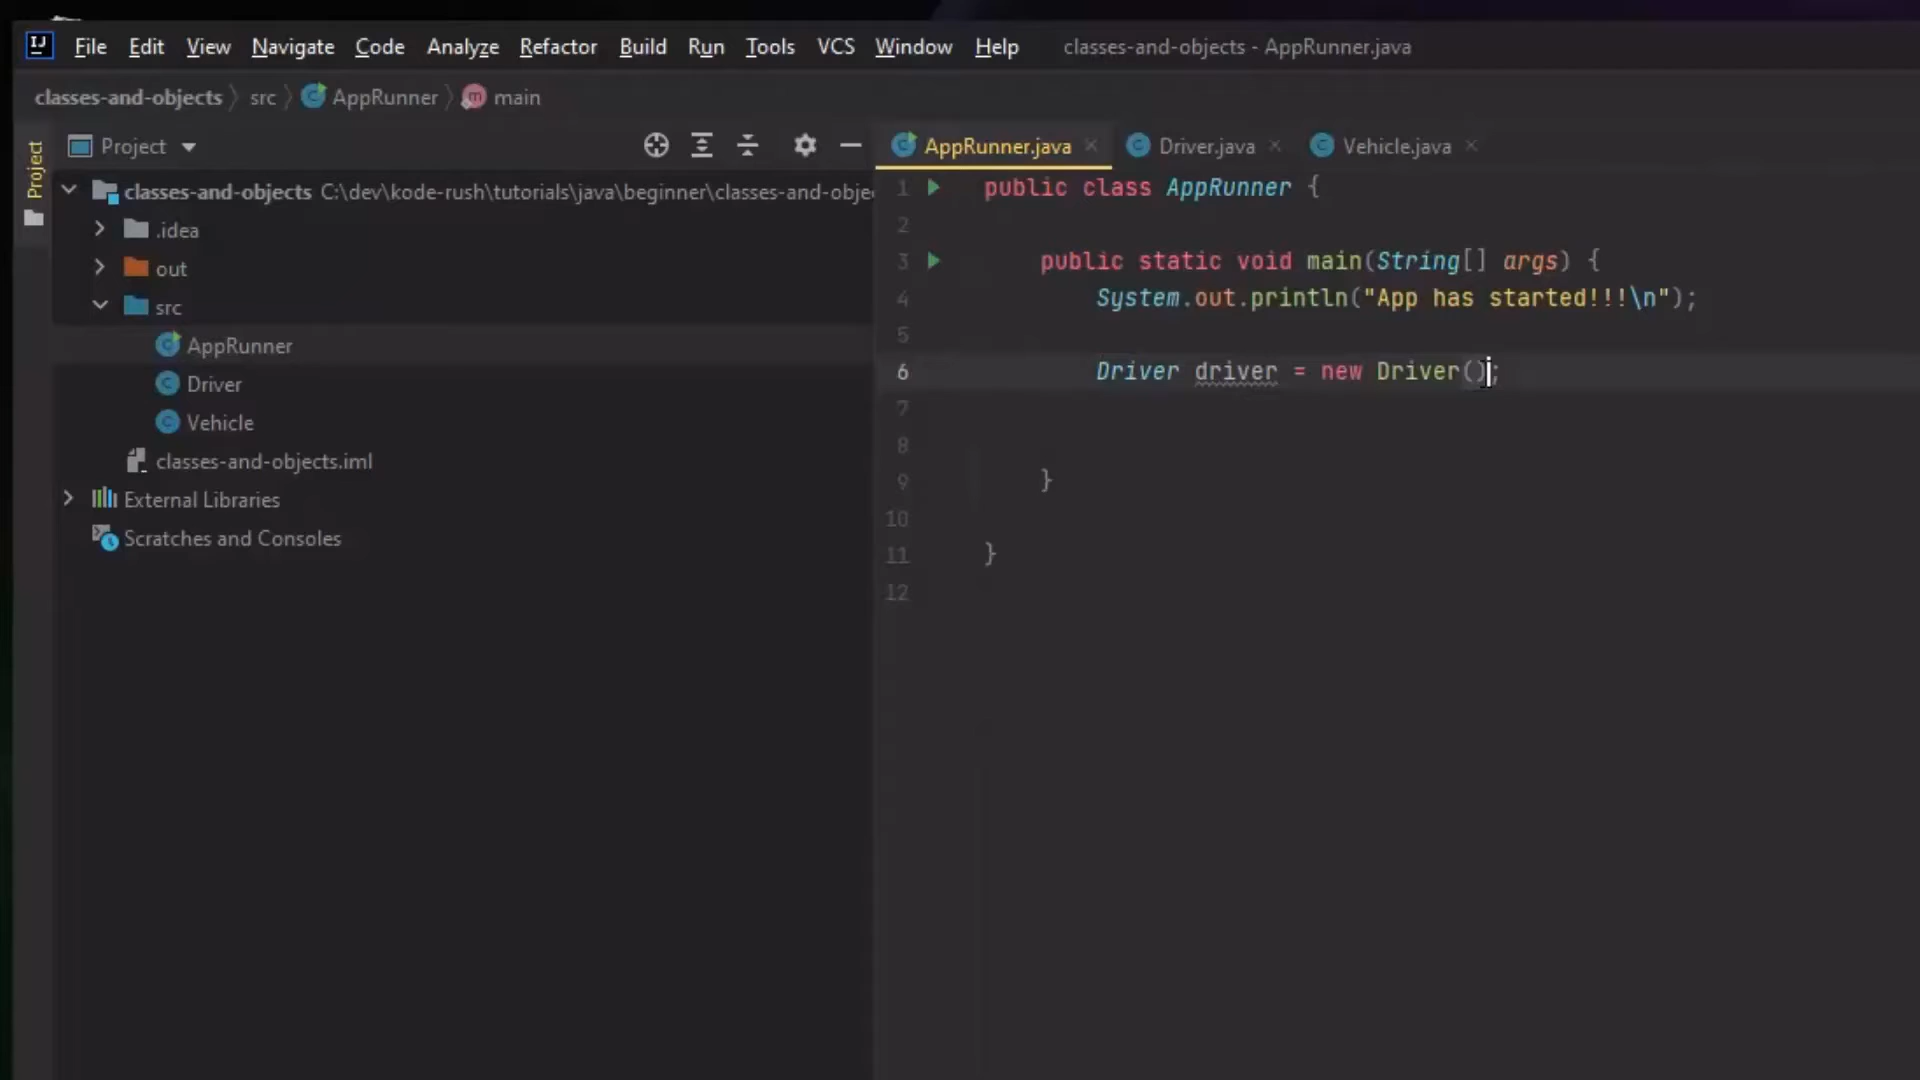 IJ File Edit View Navigate Code Analyze Refactor Build Run Tools VCS Window Help classes-and-objects - AppRunner.java
classes-and-objects src AppRunner main
Project
Project
AppRunner.java Driver.java Vehicle.java
classes-and-objects C:\dev\kode-rush\tutorials\java\beginner\classes-and-obje
.idea
out
src
AppRunner
Driver
Vehicle
classes-and-objects.iml
External Libraries
Scratches and Consoles
1 public class AppRunner {
2
3 public static void main(String[] args) {
4 System.out.println("App has started!!!\n");
5
6 Driver driver = new Driver();
7
8
9 }
10
11 }
12